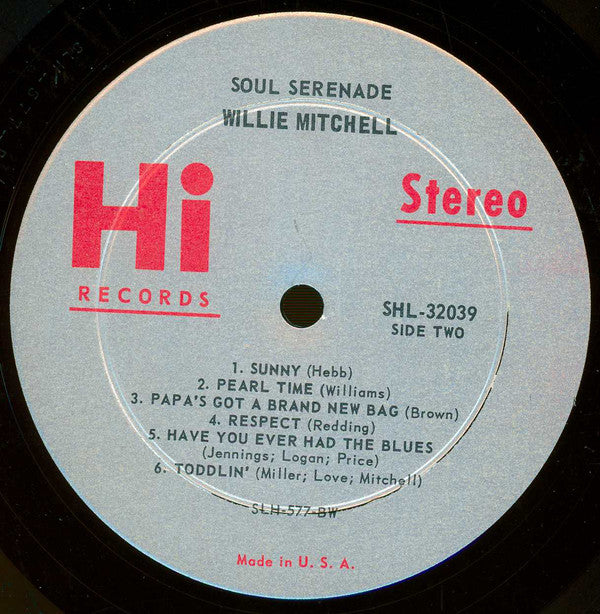 SOUL SERENADE
WILLIE MITCHELL
Hi
RECORDS
Stereo
SHL-32039
SIDE TWO
1. SUNNY (Hebb)
2. PEARL TIME (Williams)
3. PAPA'S GOT A BRAND NEW BAG (Brown)
4. RESPECT (Redding)
5. HAVE YOU EVER HAD THE BLUES
(Jennings; Logan; Price)
6. TODDLIN' (Miller; Love; Mitchell)
SLH-577-BW
Made in U. S. A.